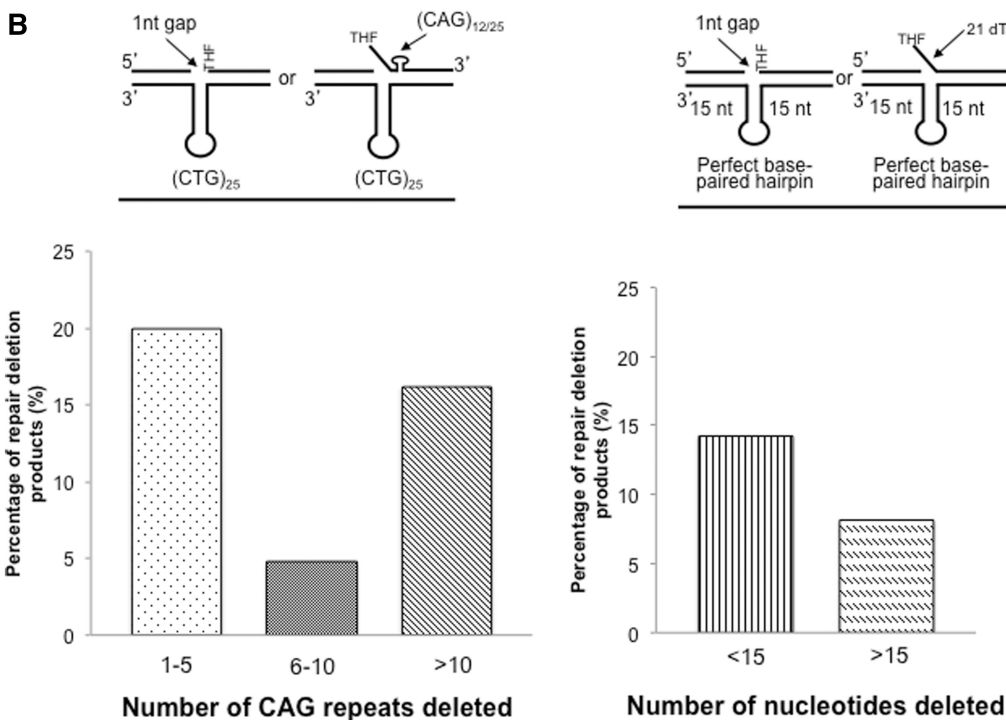 B
1nt gap
THF
5'
3'
or
THF
(CAG)12/25
3'
3'
(CTG)25
(CTG)25
1nt gap
THF
5'
3'
15 nt
15 nt
or
THF
21 dT
5'
3'
15 nt
15 nt
Perfect base-
paired hairpin
Perfect base-
paired hairpin
Percentage of repair deletion
products (%)
25
20
15
10
5
0
1-5
6-10
>10
Number of CAG repeats deleted
Percentage of repair deletion
products (%)
25
20
15
10
5
0
<15
>15
Number of nucleotides deleted